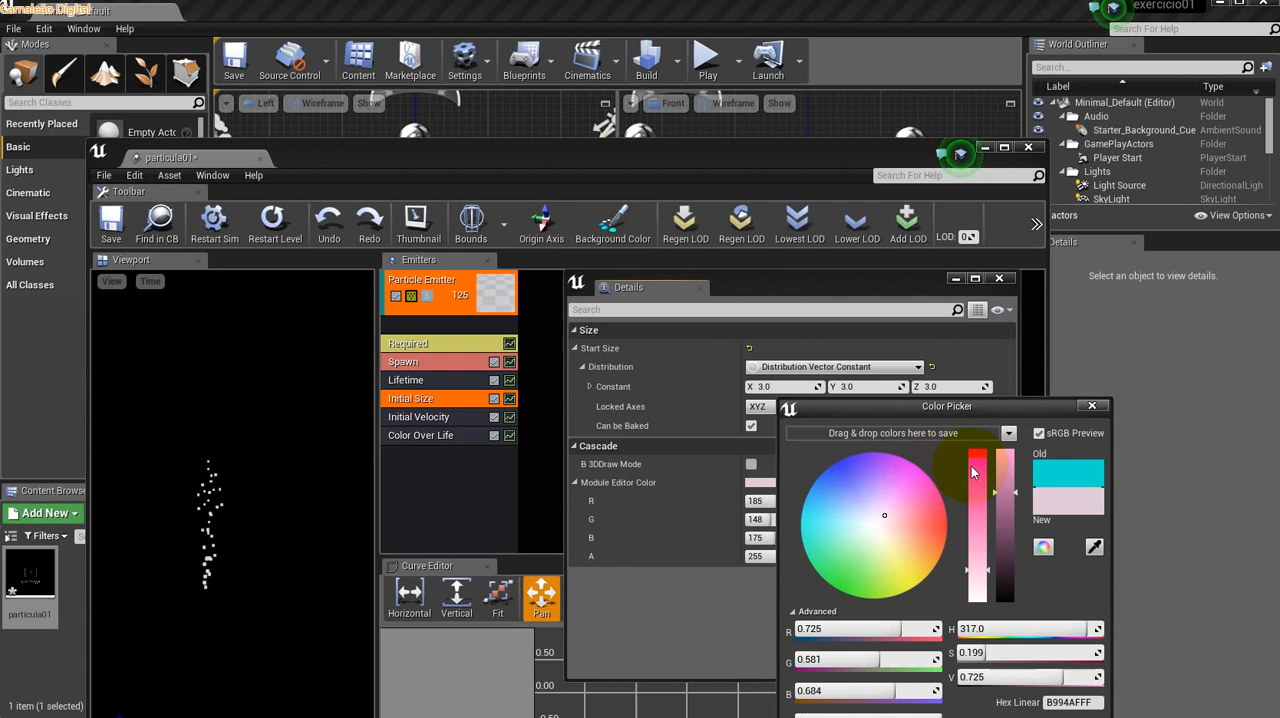 Camaleão Digital
exercicio01
File Edit Window Help
Search For Help
Modes
Search Classes
Recently Placed
Basic
Lights
Cinematic
Visual Effects
Geometry
Volumes
All Classes
Empty Acto
Save
Source Control
Content
Marketplace
Settings
Blueprints
Cinematics
Build
Play
Launch
Left Wireframe Show
Front Wireframe Show
World Outliner
Search...
Label Type
Minimal_Default (Editor) World
Audio Folder
Starter_Background_Cue AmbientSound
GamePlayActors Folder
Player Start PlayerStart
Lights Folder
Light Source DirectionalLigh
SkyLight SkyLight
actors View Options
Details
Select an object to view details.
particula01*
File Edit Asset Window Help
Search For Help
Toolbar
Save
Find in CB
Restart Sim
Restart Level
Undo
Redo
Thumbnail
Bounds
Origin Axis
Background Color
Regen LOD
Regen LOD
Lowest LOD
Lower LOD
Add LOD
LOD: 0
Viewport
View Time
Emitters
Particle Emitter
125
Required
Spawn
Lifetime
Initial Size
Initial Velocity
Color Over Life
Details
Search
Size
Start Size
Distribution Distribution Vector Constant
Constant X 3.0 Y 3.0 Z 3.0
Locked Axes XYZ
Can be Baked
Cascade
B 3DDraw Mode
Module Editor Color
R 185
G 148
B 175
A 255
Color Picker
Drag & drop colors here to save
sRGB Preview
Old
New
Advanced
R 0.725 H 317.0
G 0.581 S 0.199
B 0.684 V 0.725
Hex Linear B994AFFF
Content Browse
Add New
Filters
particula01
1 item (1 selected)
Curve Editor
Horizontal
Vertical
Fit
Pan
0.50
0.00
-0.50